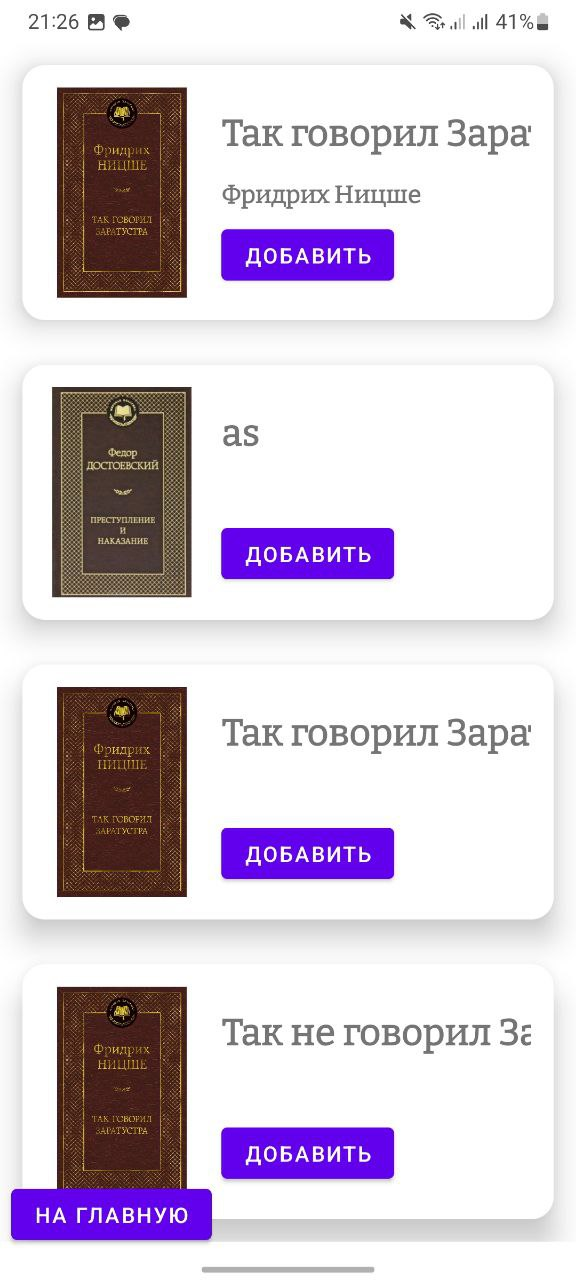 21:26
41%
Фридрих
НИЦШЕ
ТАК ГОВОРИЛ
ЗАРАТУСТРА
Так говорил Зара
Фридрих Ницше
ДОБАВИТЬ
Федор
ДОСТОЕВСКИЙ
ПРЕСТУПЛЕНИЕ
И
НАКАЗАНИЕ
as
ДОБАВИТЬ
Фридрих
НИЦШЕ
ТАК ГОВОРИЛ
ЗАРАТУСТРА
Так говорил Зара
ДОБАВИТЬ
Фридрих
НИЦШЕ
ТАК ГОВОРИЛ
ЗАРАТУСТРА
Так не говорил За
ДОБАВИТЬ
НА ГЛАВНУЮ